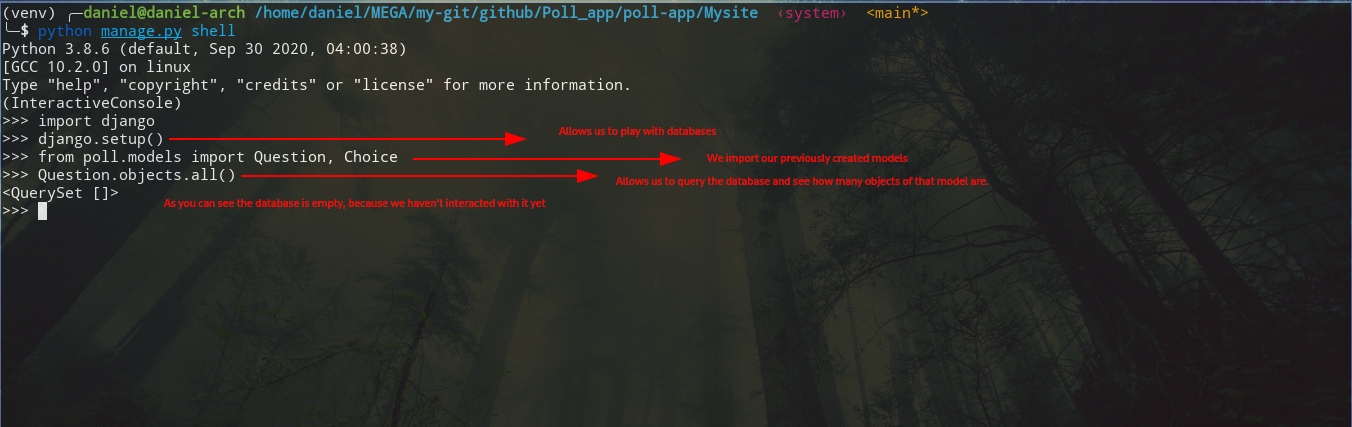 (venv) ╭─daniel@daniel-arch /home/daniel/MEGA/my-git/github/Poll_app/poll-app/Mysite ‹system› <main*>
╰─$ python manage.py shell
Python 3.8.6 (default, Sep 30 2020, 04:00:38)
[GCC 10.2.0] on linux
Type "help", "copyright", "credits" or "license" for more information.
(InteractiveConsole)
>>> import django
>>> django.setup() Allows us to play with databases
>>> from poll.models import Question, Choice We import our previously created models
>>> Question.objects.all() Allows us to query the database and see how many objects of that model are.
<QuerySet []>
As you can see the database is empty, because we haven't interacted with it yet
>>>